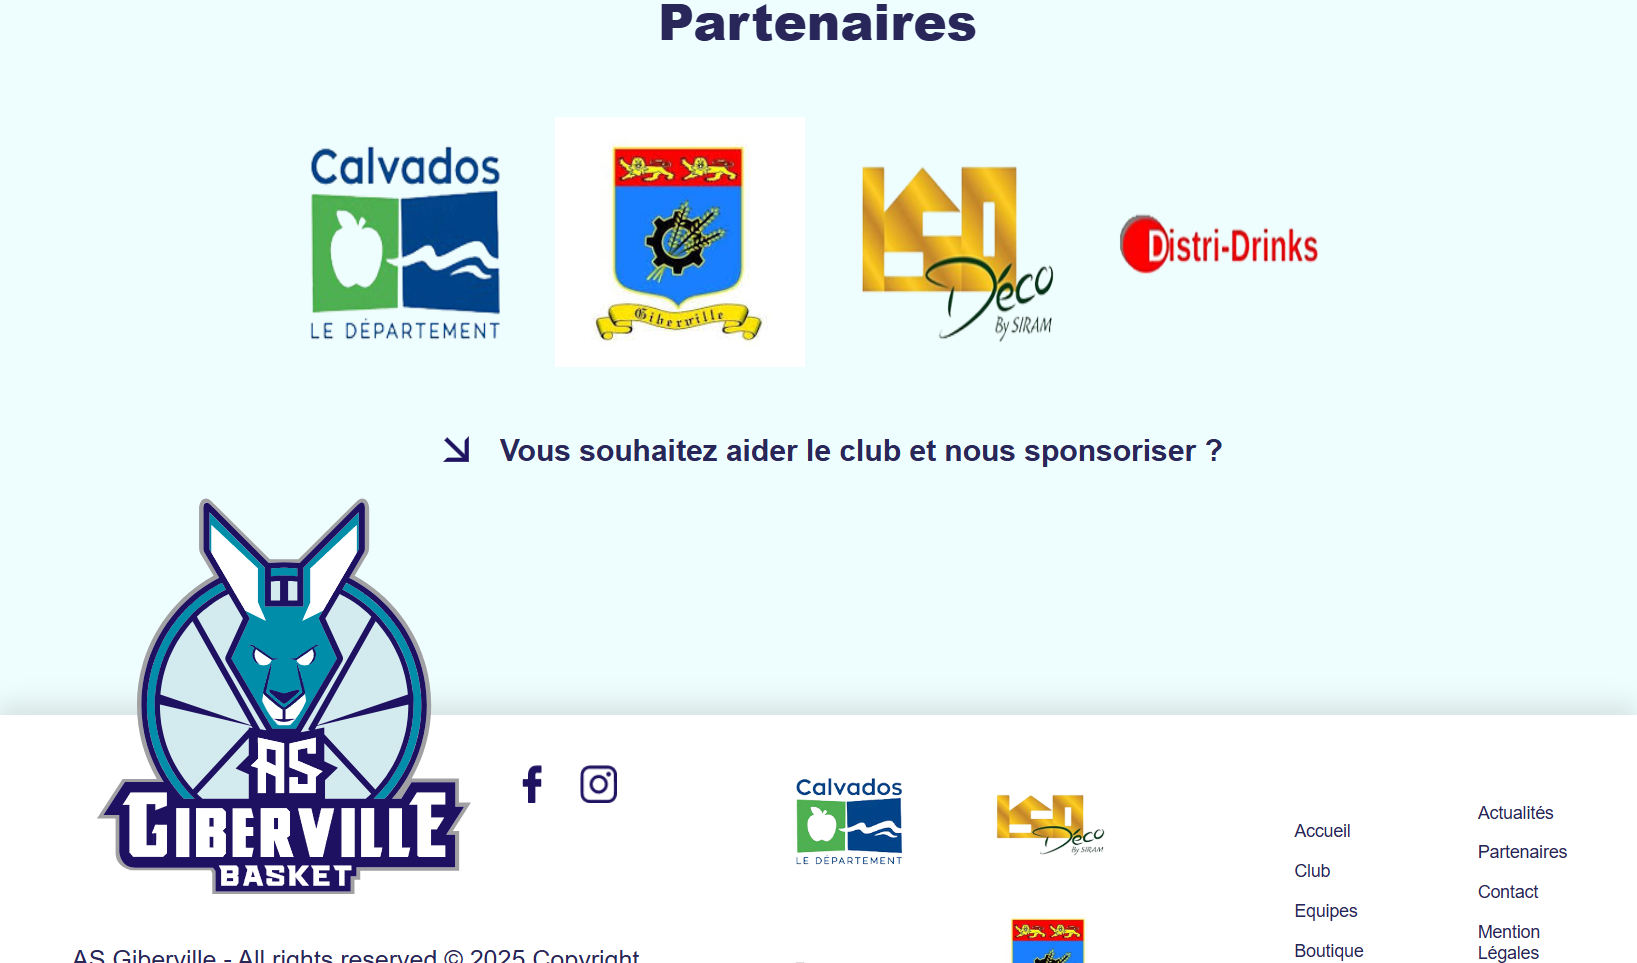 Partenaires
Calvados
LE DÉPARTEMENT
Giberville
ISO
Déco
By SIRAM
Distri-Drinks
Vous souhaitez aider le club et nous sponsoriser ?
AS
GIBERVILLE
BASKET
Calvados
LE DÉPARTEMENT
ISO
Déco
By SIRAM
Accueil
Club
Equipes
Boutique
Actualités
Partenaires
Contact
Mention
Légales
AS Giberville - All rights reserved © 2025 Copyright